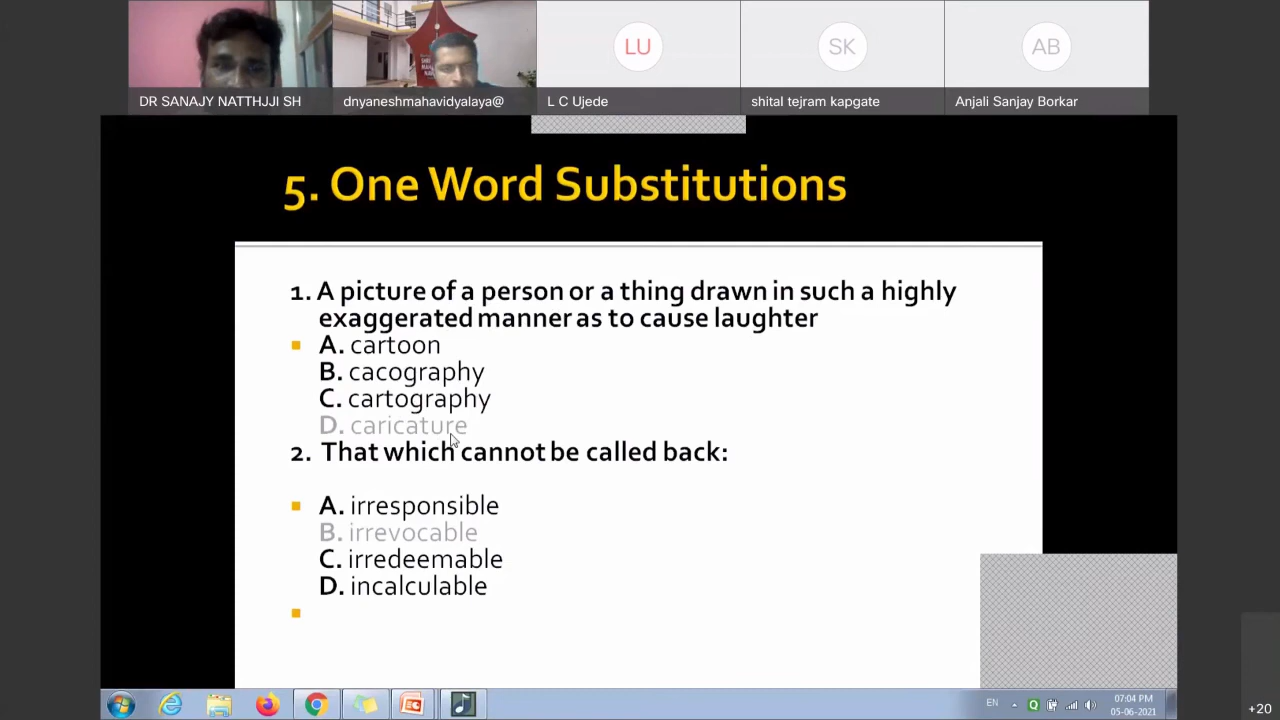 LU
SK
AB
DR SANAJY NATTHJJI SH
dnyaneshmahavidyalaya@
L C Ujede
shital tejram kapgate
Anjali Sanjay Borkar
5. One Word Substitutions
1. A picture of a person or a thing drawn in such a highly
exaggerated manner as to cause laughter
A. cartoon
B. cacography
C. cartography
D. caricature
2. That which cannot be called back:
A. irresponsible
B. irrevocable
C. irredeemable
D. incalculable
EN
07:04 PM
05-06-2021
+20